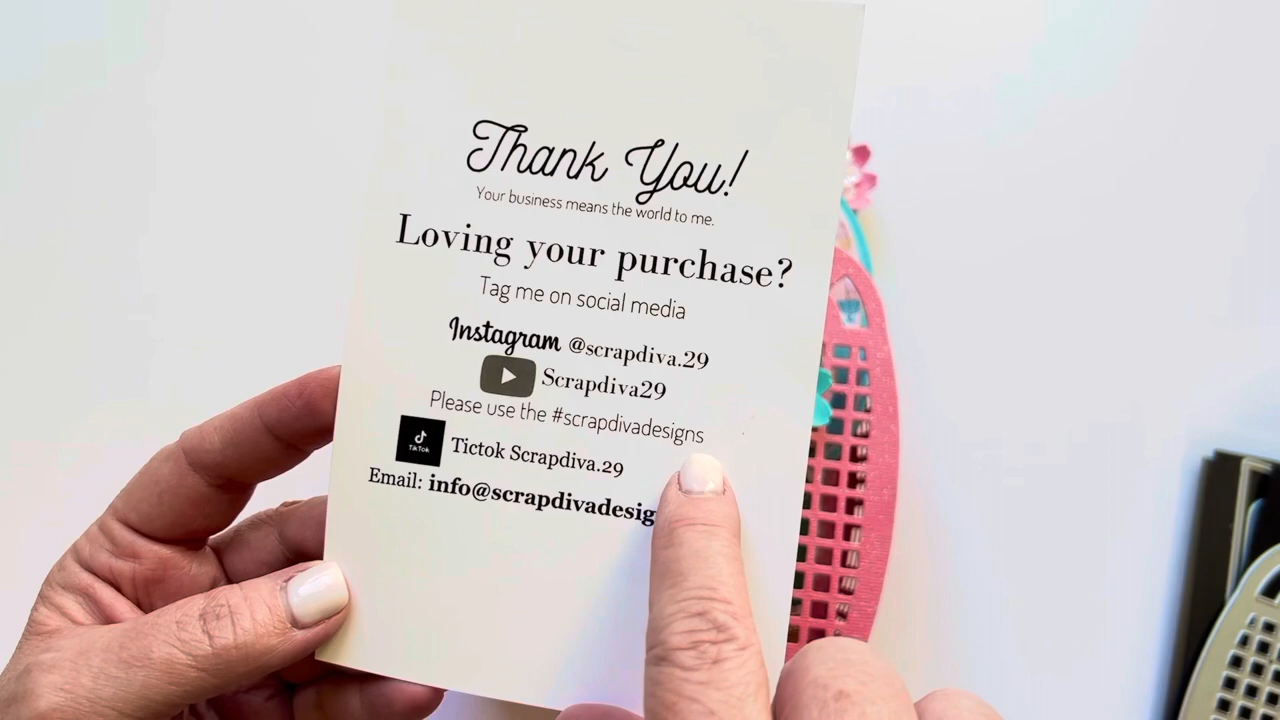 Thank You!
Your business means the world to me.
Loving your purchase?
Tag me on social media
Instagram @scrapdiva.29
Scrapdiva29
Please use the #scrapdivadesigns
TikTok
Tictok Scrapdiva.29
Email: info@scrapdivadesig